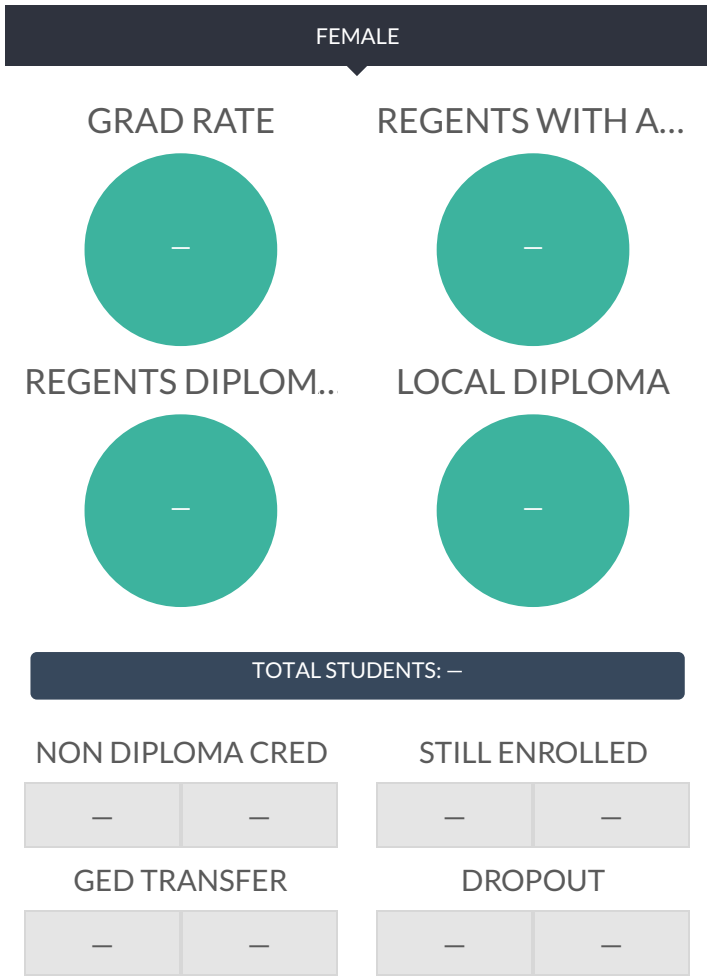 FEMALE
GRAD RATE
REGENTS WITH A...
—
—
REGENTS DIPLOM...
LOCAL DIPLOMA
—
—
TOTAL STUDENTS: —
NON DIPLOMA CRED
STILL ENROLLED
— —
— —
GED TRANSFER
DROPOUT
— —
— —